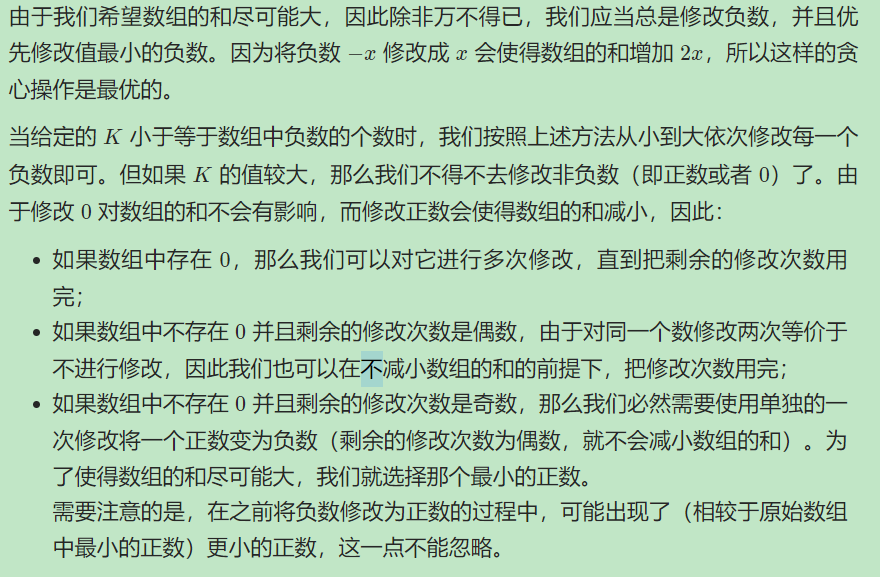 由于我们希望数组的和尽可能大，因此除非万不得已，我们应当总是修改负数，并且优
先修改值最小的负数。因为将负数 −x 修改成 x 会使得数组的和增加 2x，所以这样的贪
心操作是最优的。
当给定的 K 小于等于数组中负数的个数时，我们按照上述方法从小到大依次修改每一个
负数即可。但如果 K 的值较大，那么我们不得不去修改非负数（即正数或者 0）了。由
于修改 0 对数组的和不会有影响，而修改正数会使得数组的和减小，因此：
• 如果数组中存在 0，那么我们可以对它进行多次修改，直到把剩余的修改次数用
完；
• 如果数组中不存在 0 并且剩余的修改次数是偶数，由于对同一个数修改两次等价于
不进行修改，因此我们也可以在不减小数组的和的前提下，把修改次数用完；
• 如果数组中不存在 0 并且剩余的修改次数是奇数，那么我们必然需要使用单独的一
次修改将一个正数变为负数（剩余的修改次数为偶数，就不会减小数组的和）。为
了使得数组的和尽可能大，我们就选择那个最小的正数。
需要注意的是，在之前将负数修改为正数的过程中，可能出现了（相较于原始数组
中最小的正数）更小的正数，这一点不能忽略。